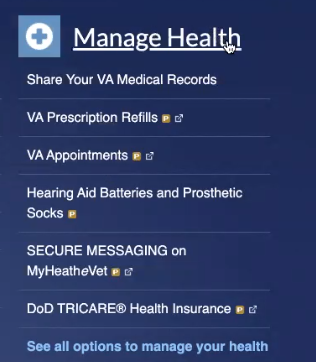 Manage Health
Share Your VA Medical Records
VA Prescription Refills P
VA Appointments P
Hearing Aid Batteries and Prosthetic
Socks P
SECURE MESSAGING on
MyHeatheVet P
DoD TRICARE® Health Insurance P
See all options to manage your health